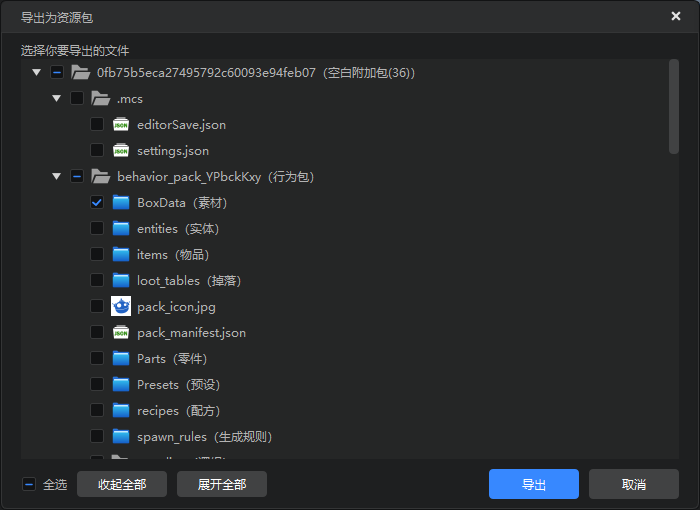 导出为资源包
选择你要导出的文件
0fb75b5eca27495792c60093e94feb07（空白附加包(36)）
.mcs
editorSave.json
settings.json
behavior_pack_YPbckKxy（行为包）
BoxData（素材）
entities（实体）
items（物品）
loot_tables（掉落）
pack_icon.jpg
pack_manifest.json
Parts（零件）
Presets（预设）
recipes（配方）
spawn_rules（生成规则）
全选 收起全部 展开全部 导出 取消